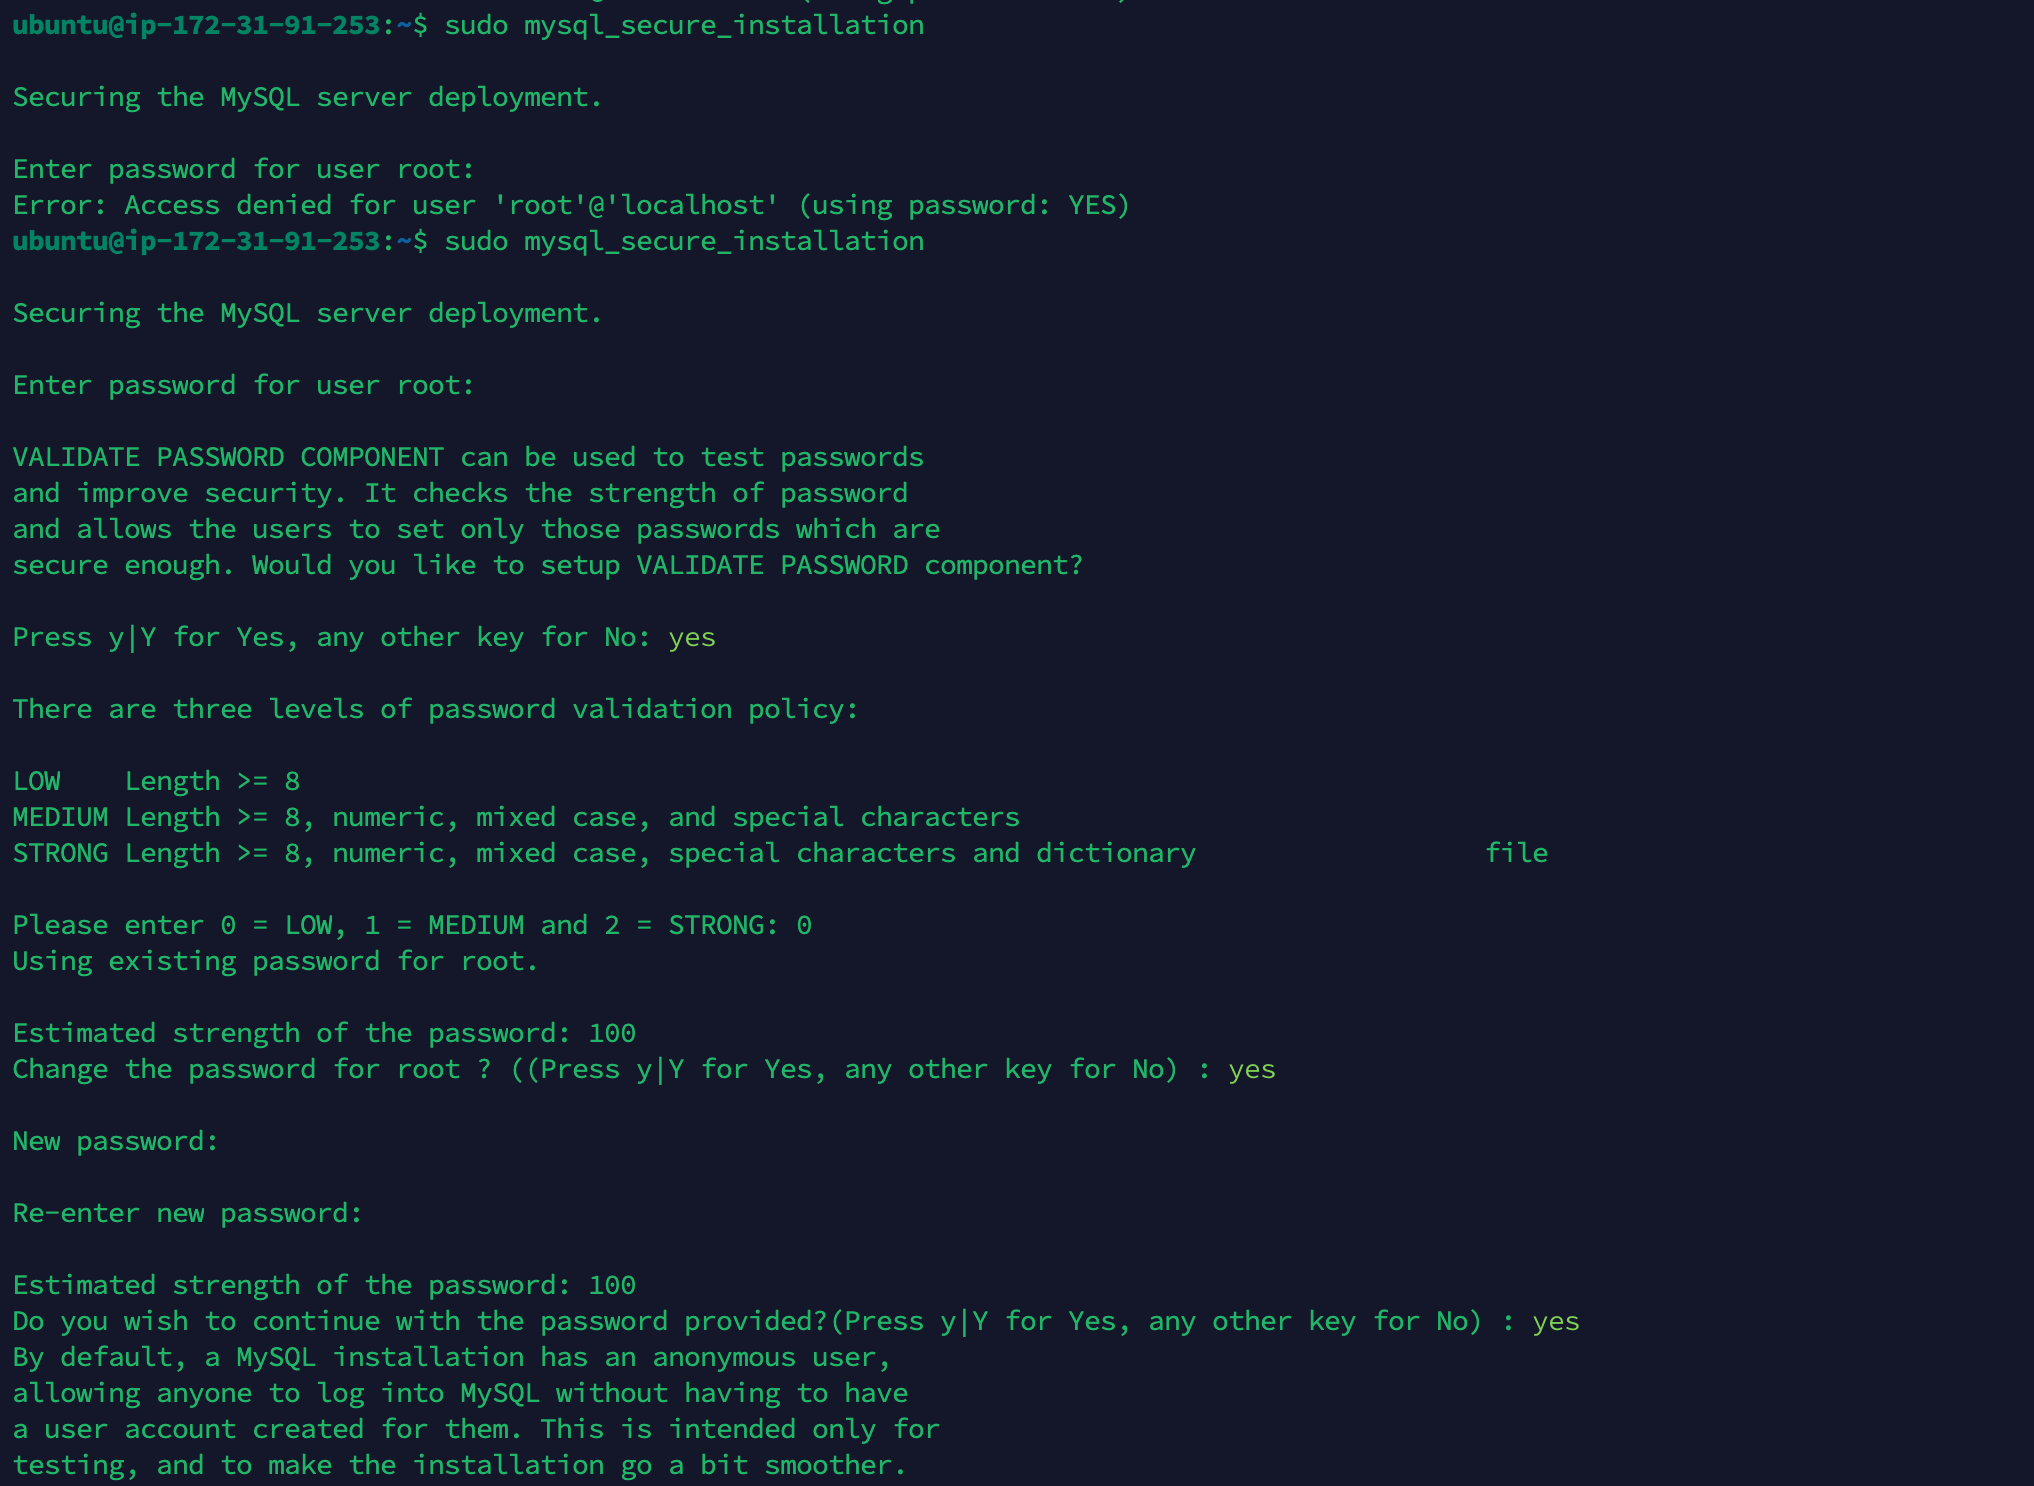 ubuntu@ip-172-31-91-253:~$ sudo mysql_secure_installation
Securing the MySQL server deployment.
Enter password for user root:
Error: Access denied for user 'root'@'localhost' (using password: YES)
ubuntu@ip-172-31-91-253:~$ sudo mysql_secure_installation
Securing the MySQL server deployment.
Enter password for user root:
VALIDATE PASSWORD COMPONENT can be used to test passwords
and improve security. It checks the strength of password
and allows the users to set only those passwords which are
secure enough. Would you like to setup VALIDATE PASSWORD component?
Press y|Y for Yes, any other key for No: yes
There are three levels of password validation policy:
LOW    Length >= 8
MEDIUM Length >= 8, numeric, mixed case, and special characters
STRONG Length >= 8, numeric, mixed case, special characters and dictionary                  file
Please enter 0 = LOW, 1 = MEDIUM and 2 = STRONG: 0
Using existing password for root.
Estimated strength of the password: 100
Change the password for root ? ((Press y|Y for Yes, any other key for No) : yes
New password:
Re-enter new password:
Estimated strength of the password: 100
Do you wish to continue with the password provided?(Press y|Y for Yes, any other key for No) : yes
By default, a MySQL installation has an anonymous user,
allowing anyone to log into MySQL without having to have
a user account created for them. This is intended only for
testing, and to make the installation go a bit smoother.